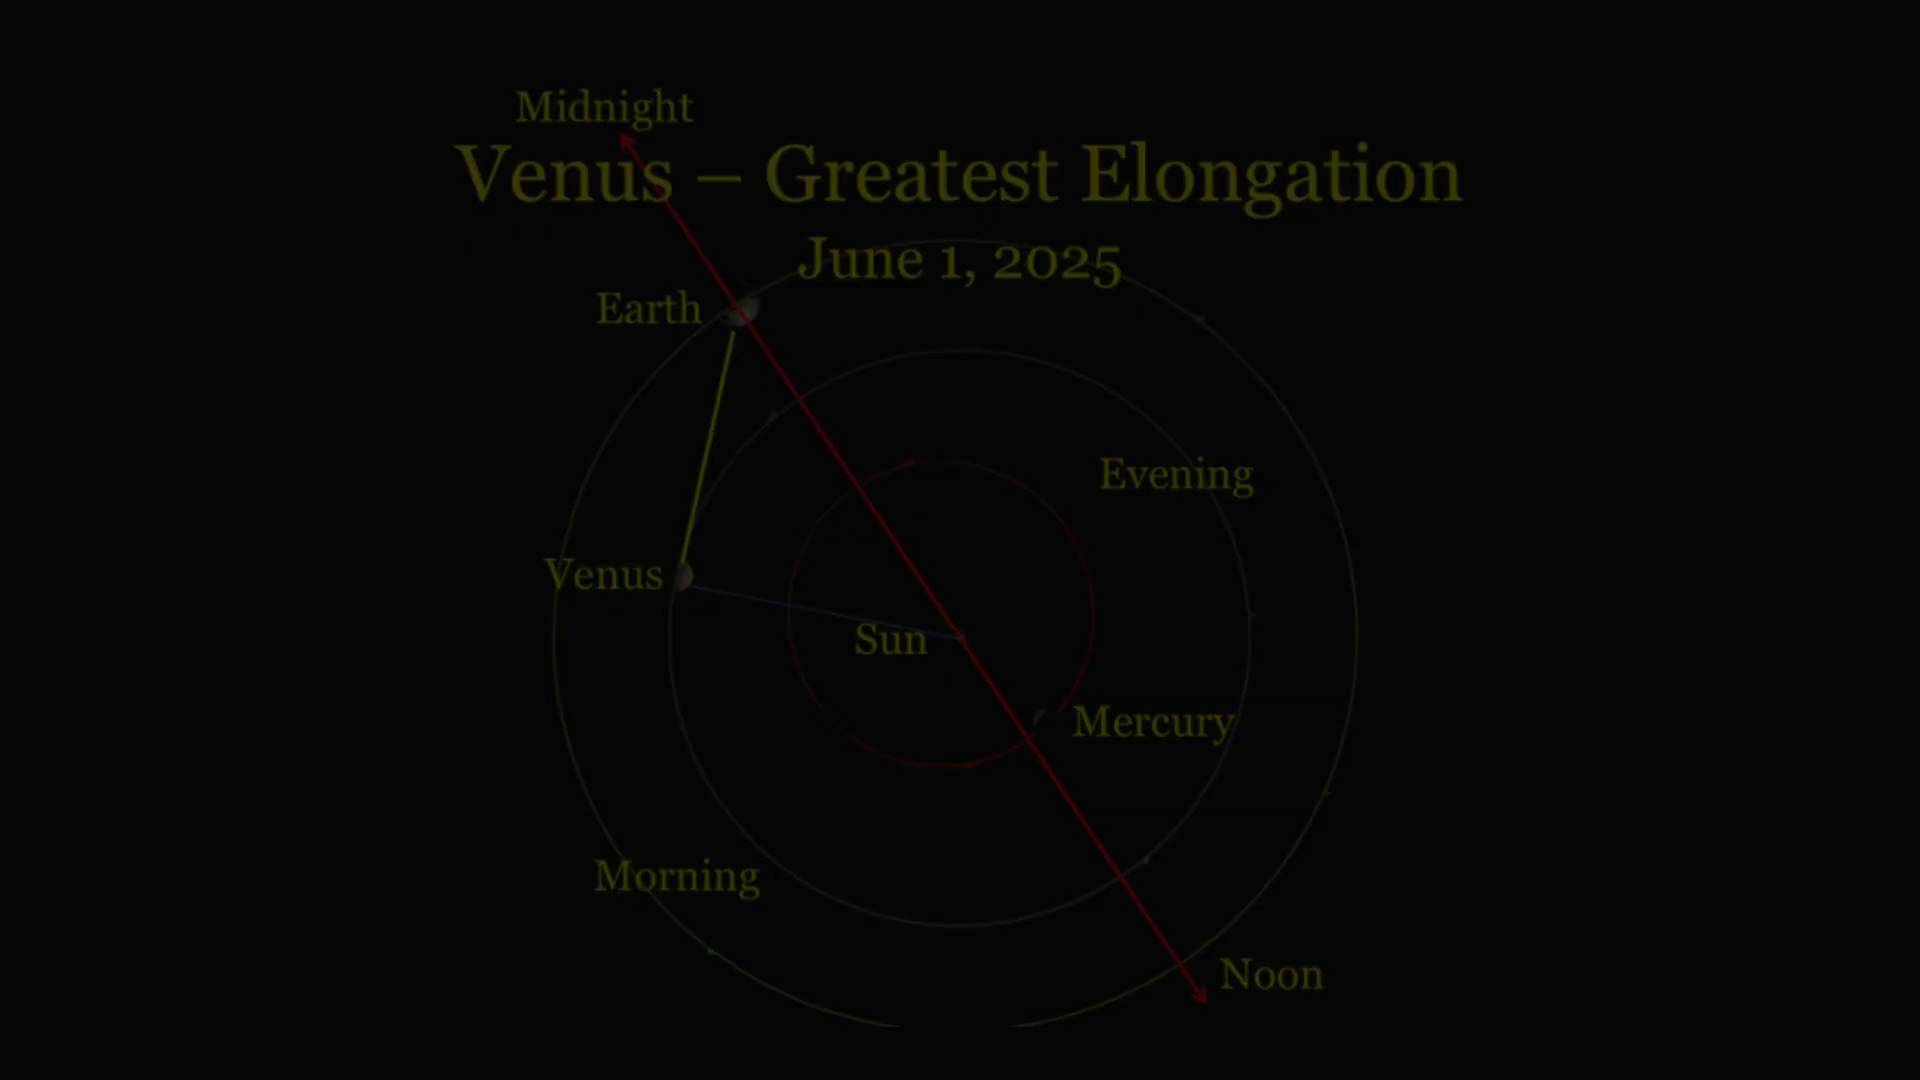 Midnight
Venus – Greatest Elongation
June 1, 2025
Earth
Evening
Venus
Sun
Mercury
Morning
Noon